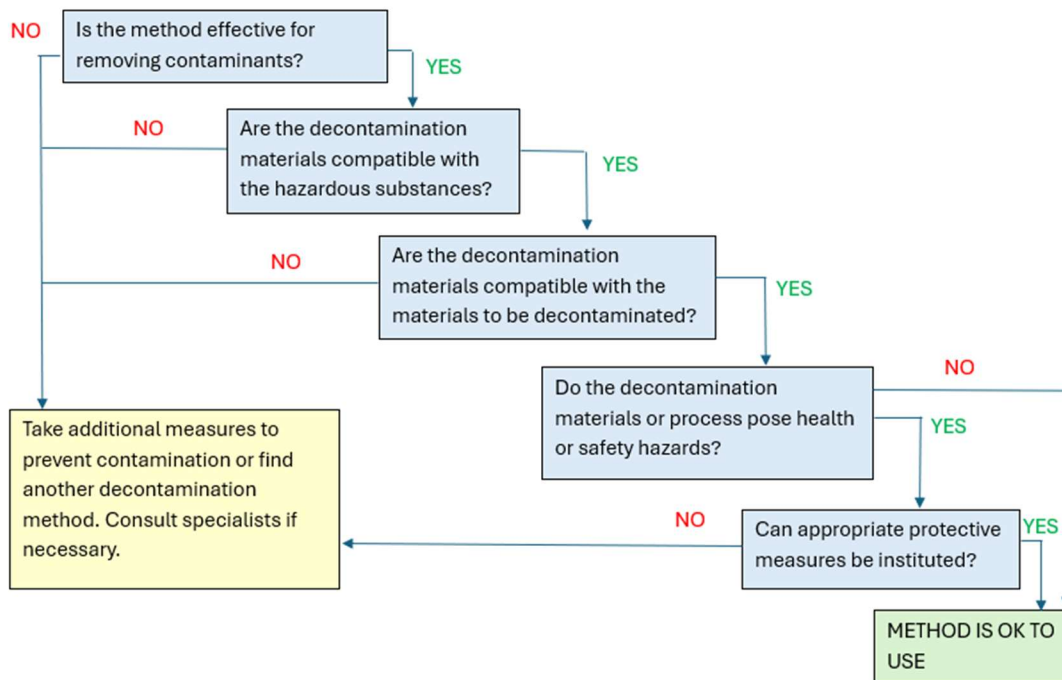 NO
Is the method effective for
removing contaminants?
YES
NO
Are the decontamination
materials compatible with
the hazardous substances?
YES
NO
Are the decontamination
materials compatible with the
materials to be decontaminated?
YES
Do the decontamination
materials or process pose health
or safety hazards?
NO
YES
Take additional measures to
prevent contamination or find
another decontamination
method. Consult specialists if
necessary.
NO
Can appropriate protective
measures be instituted?
YES
METHOD IS OK TO
USE